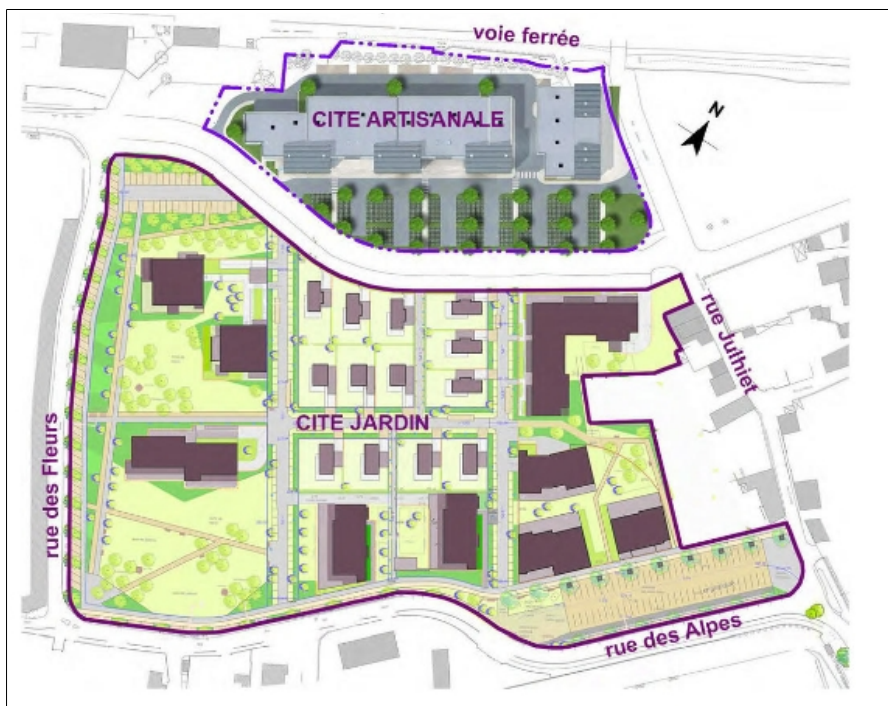 voie ferrée
N
CITE ARTISANALE
rue Julhiet
CITE JARDIN
rue des Fleurs
rue des Alpes